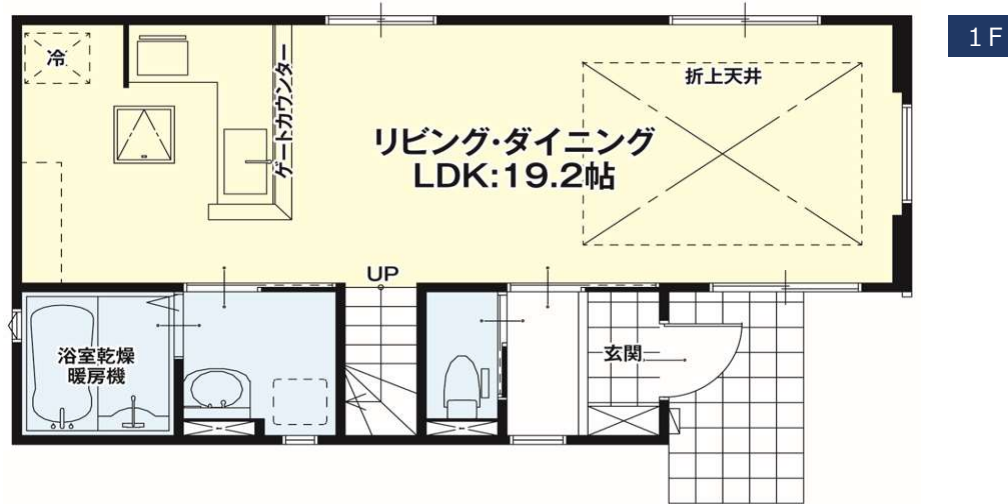 1F
冷
ゲートカウンター
折上天井
リビング・ダイニング
LDK:19.2帖
UP
浴室乾燥
暖房機
玄関